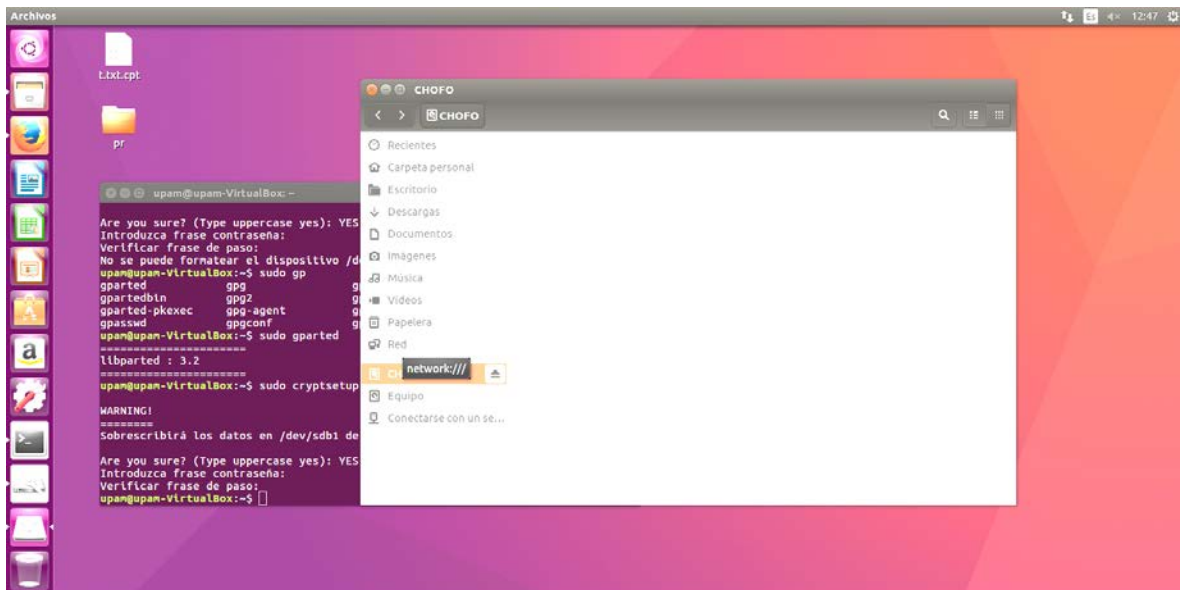 Archivos
Es
12:47
t.txt.cpt
pr
CHOFO
CHOFO
Recientes
Carpeta personal
Escritorio
Descargas
Documentos
Imágenes
Música
Vídeos
Papelera
Red
network:///
Equipo
Conectarse con un se...
upam@upam-VirtualBox: ~
Are you sure? (Type uppercase yes): YES
Introduzca frase contraseña:
Verificar frase de paso:
No se puede formatear el dispositivo
upam@upam-VirtualBox:~$ sudo gp
gparted gpg
gpartedbin gpg2
gparted-pkexec gpg-agent
gpasswd gpgconf
upam@upam-VirtualBox:~$ sudo gparted
======================
libparted : 3.2
======================
upam@upam-VirtualBox:~$ sudo cryptsetup
WARNING!
========
Sobrescribirá los datos en /dev/sdb1 de
Are you sure? (Type uppercase yes): YES
Introduzca frase contraseña:
Verificar frase de paso:
upam@upam-VirtualBox:~$